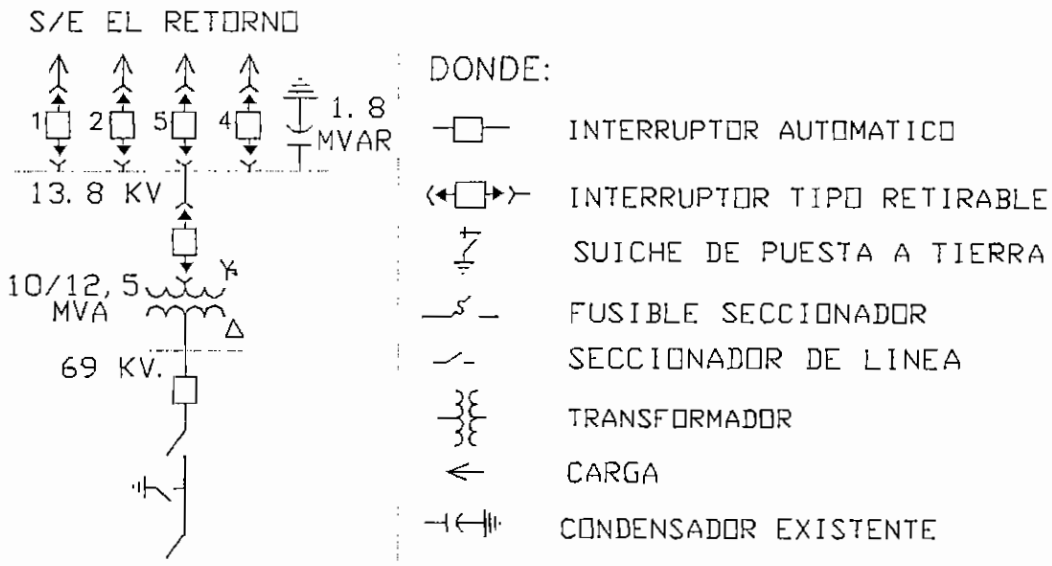 S/E EL RETORNO
1 2 5 4
1.8
MVAR
13.8 KV
10/12,5
MVA
69 KV.
DONDE:
INTERRUPTOR AUTOMATICO
INTERRUPTOR TIPO RETIRABLE
SUICHE DE PUESTA A TIERRA
FUSIBLE SECCIONADOR
SECCIONADOR DE LINEA
TRANSFORMADOR
CARGA
CONDENSADOR EXISTENTE